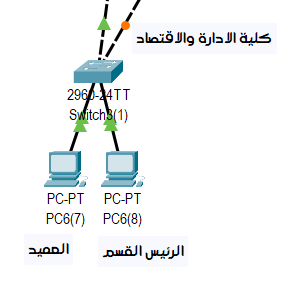 كلية الادارة والاقتصاد
2960-24TT
Switch3(1)
PC-PT
PC6(7)
PC-PT
PC6(8)
العميد
الرئيس القسم